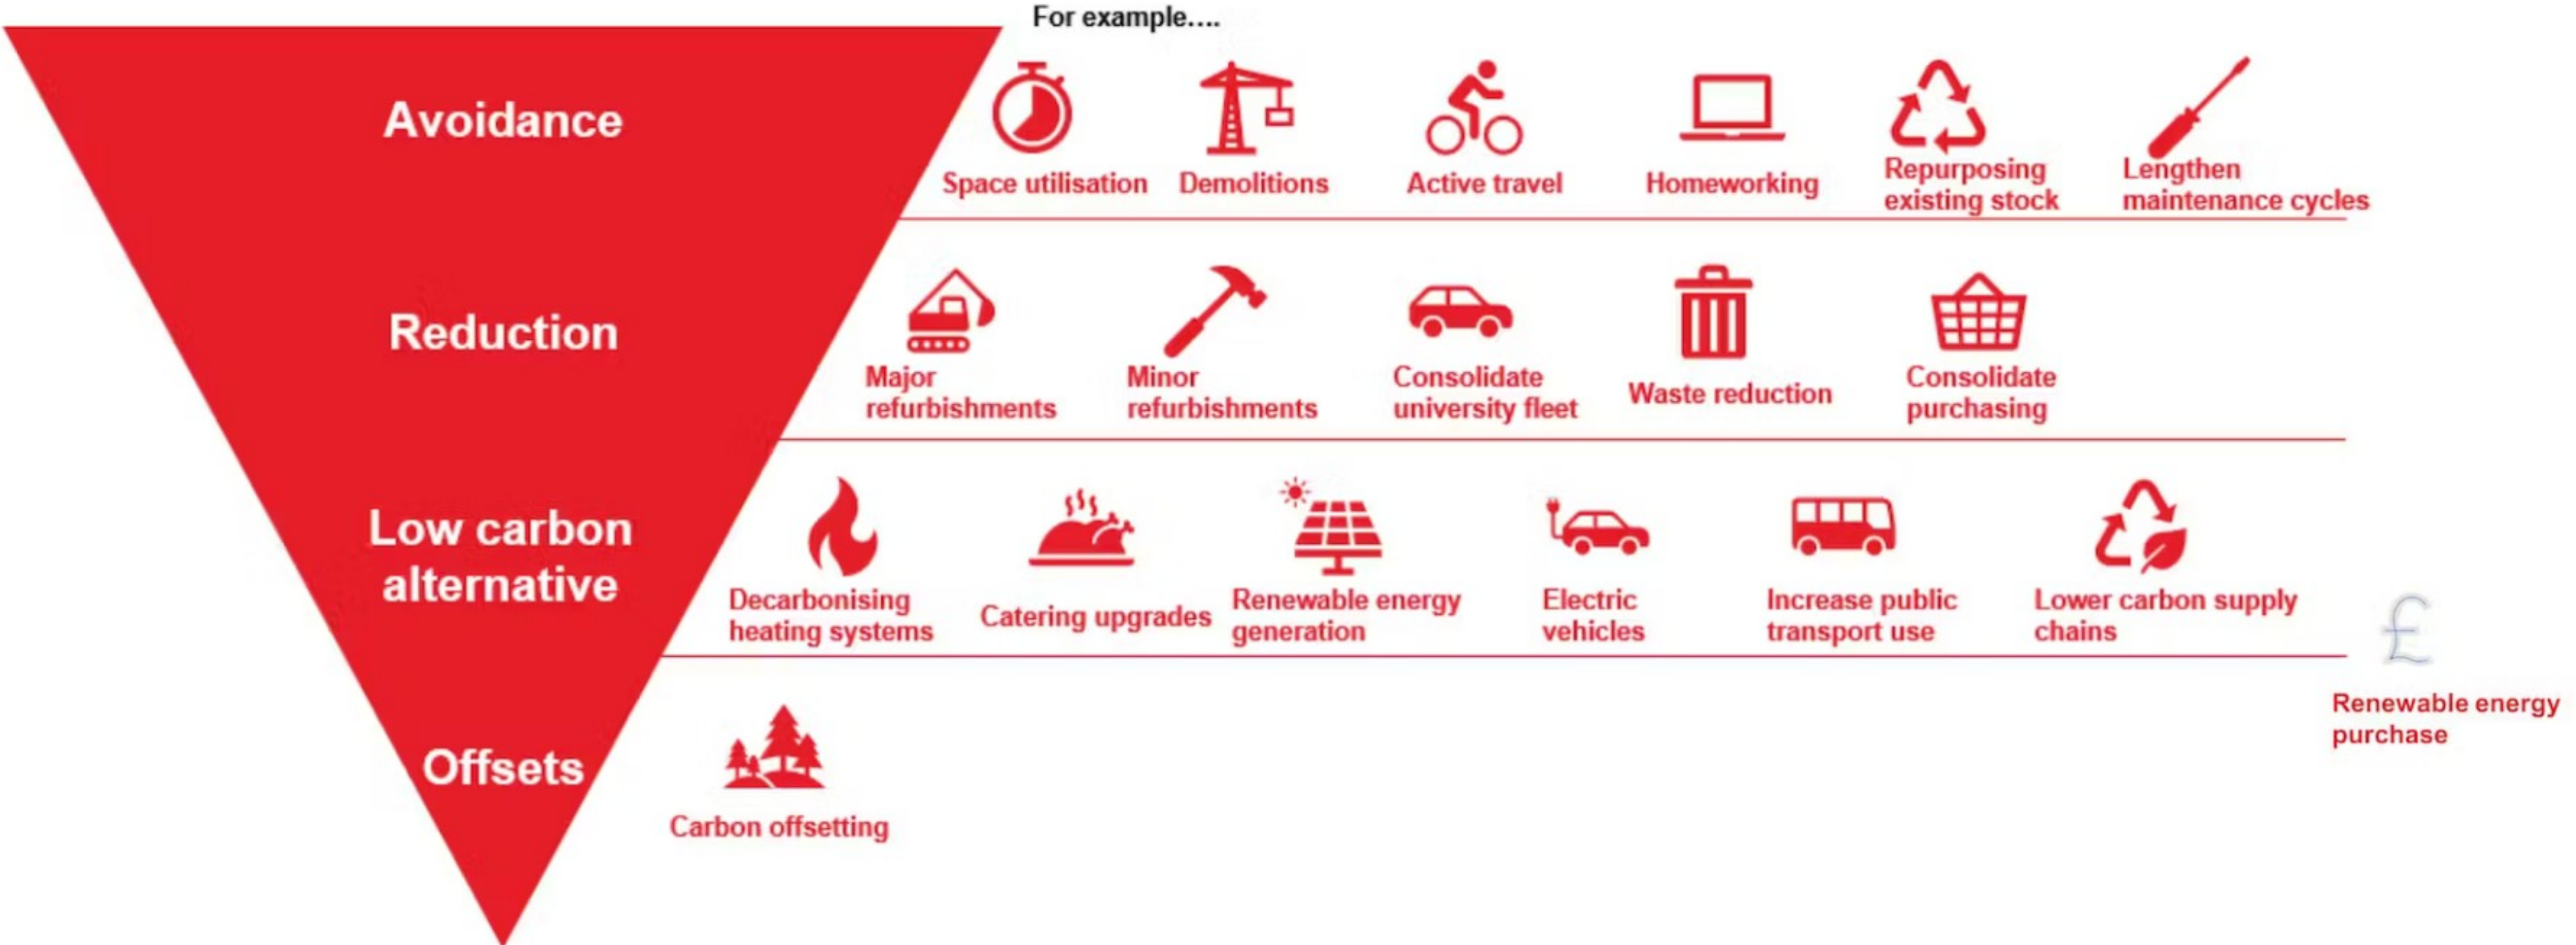 For example....
Avoidance
Space utilisation
Demolitions
Active travel
Homeworking
Repurposing
existing stock
Lengthen
maintenance cycles
Reduction
Major
refurbishments
Minor
refurbishments
Consolidate
university fleet
Waste reduction
Consolidate
purchasing
Low carbon
alternative
Decarbonising
heating systems
Catering upgrades
Renewable energy
generation
Electric
vehicles
Increase public
transport use
Lower carbon supply
chains
£
Renewable energy
purchase
Offsets
Carbon offsetting